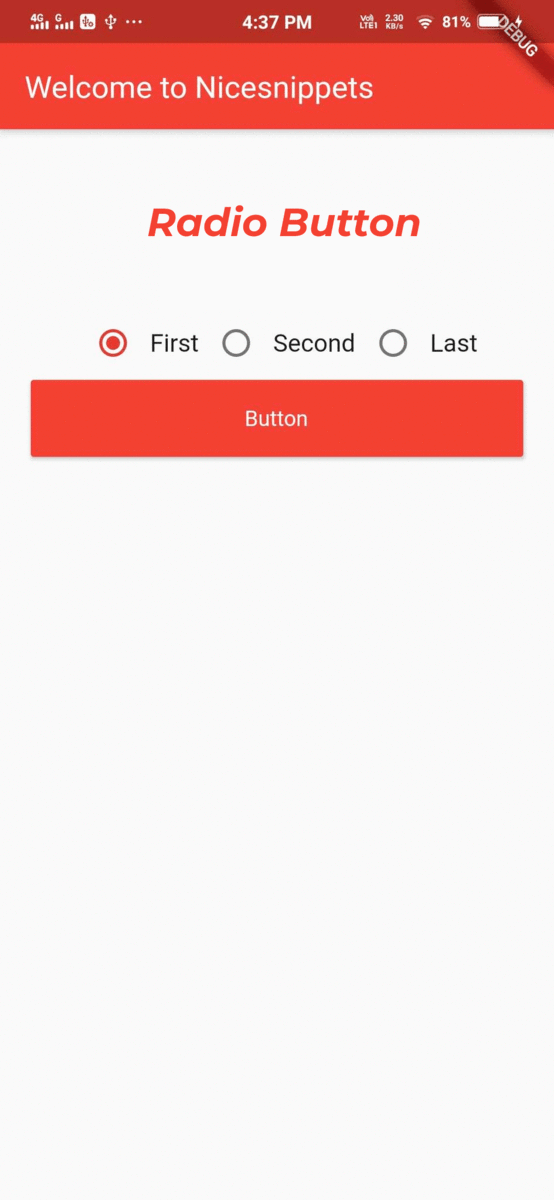 4G G 4:37 PM Vo) LTE1 2.30 KB/s 81%
DEBUG
Welcome to Nicesnippets
Radio Button
First Second Last
Button